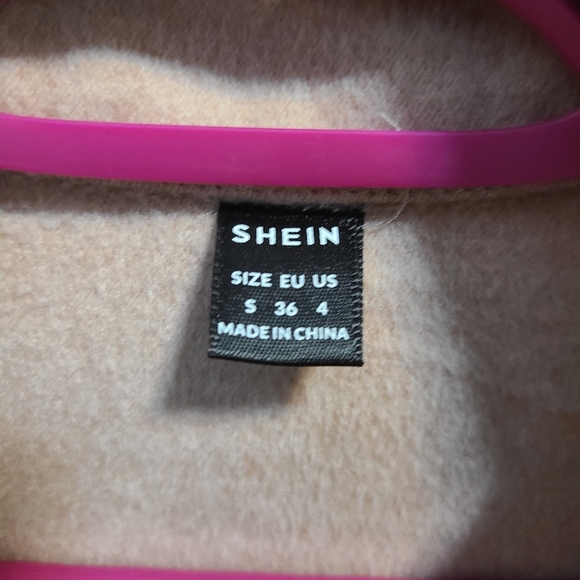 SHEIN
SIZE EU US
S 36 4
MADE IN CHINA